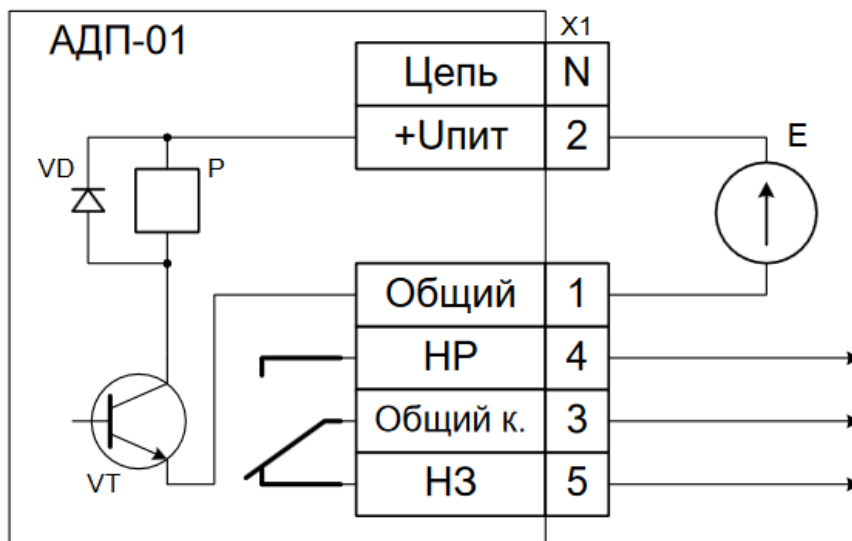 АДП-01
X1
Цепь N
+Uпит 2
E
VD
P
Общий 1
НР 4
Общий к. 3
НЗ 5
VT